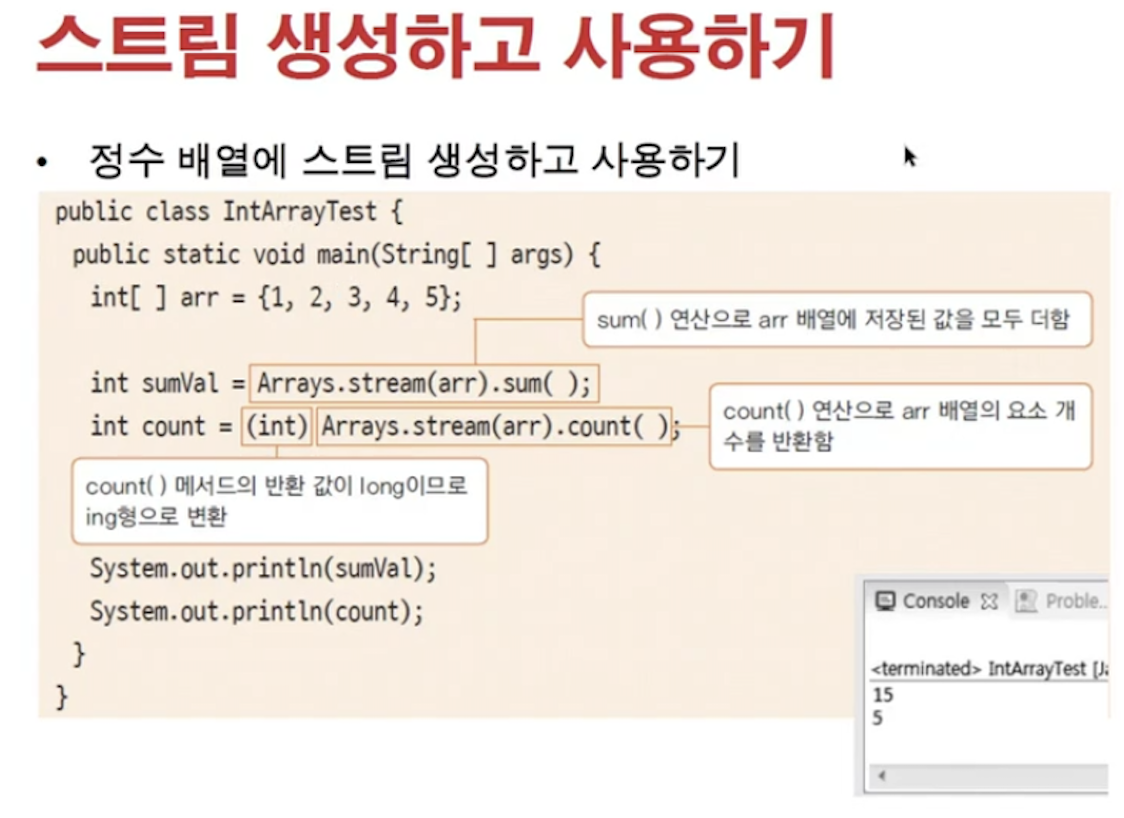 스트림 생성하고 사용하기
• 정수 배열에 스트림 생성하고 사용하기
public class IntArrayTest {
public static void main(String[ ] args) {
int[ ] arr = {1, 2, 3, 4, 5};
sum( ) 연산으로 arr 배열에 저장된 값을 모두 더함
int sumVal = Arrays.stream(arr).sum( );
int count = (int) Arrays.stream(arr).count( );
count( ) 연산으로 arr 배열의 요소 개
수를 반환함
count( ) 메서드의 반환 값이 long이므로
ing형으로 변환
System.out.println(sumVal);
System.out.println(count);
}
}
Console Proble..
<terminated> IntArrayTest [Ja
15
5